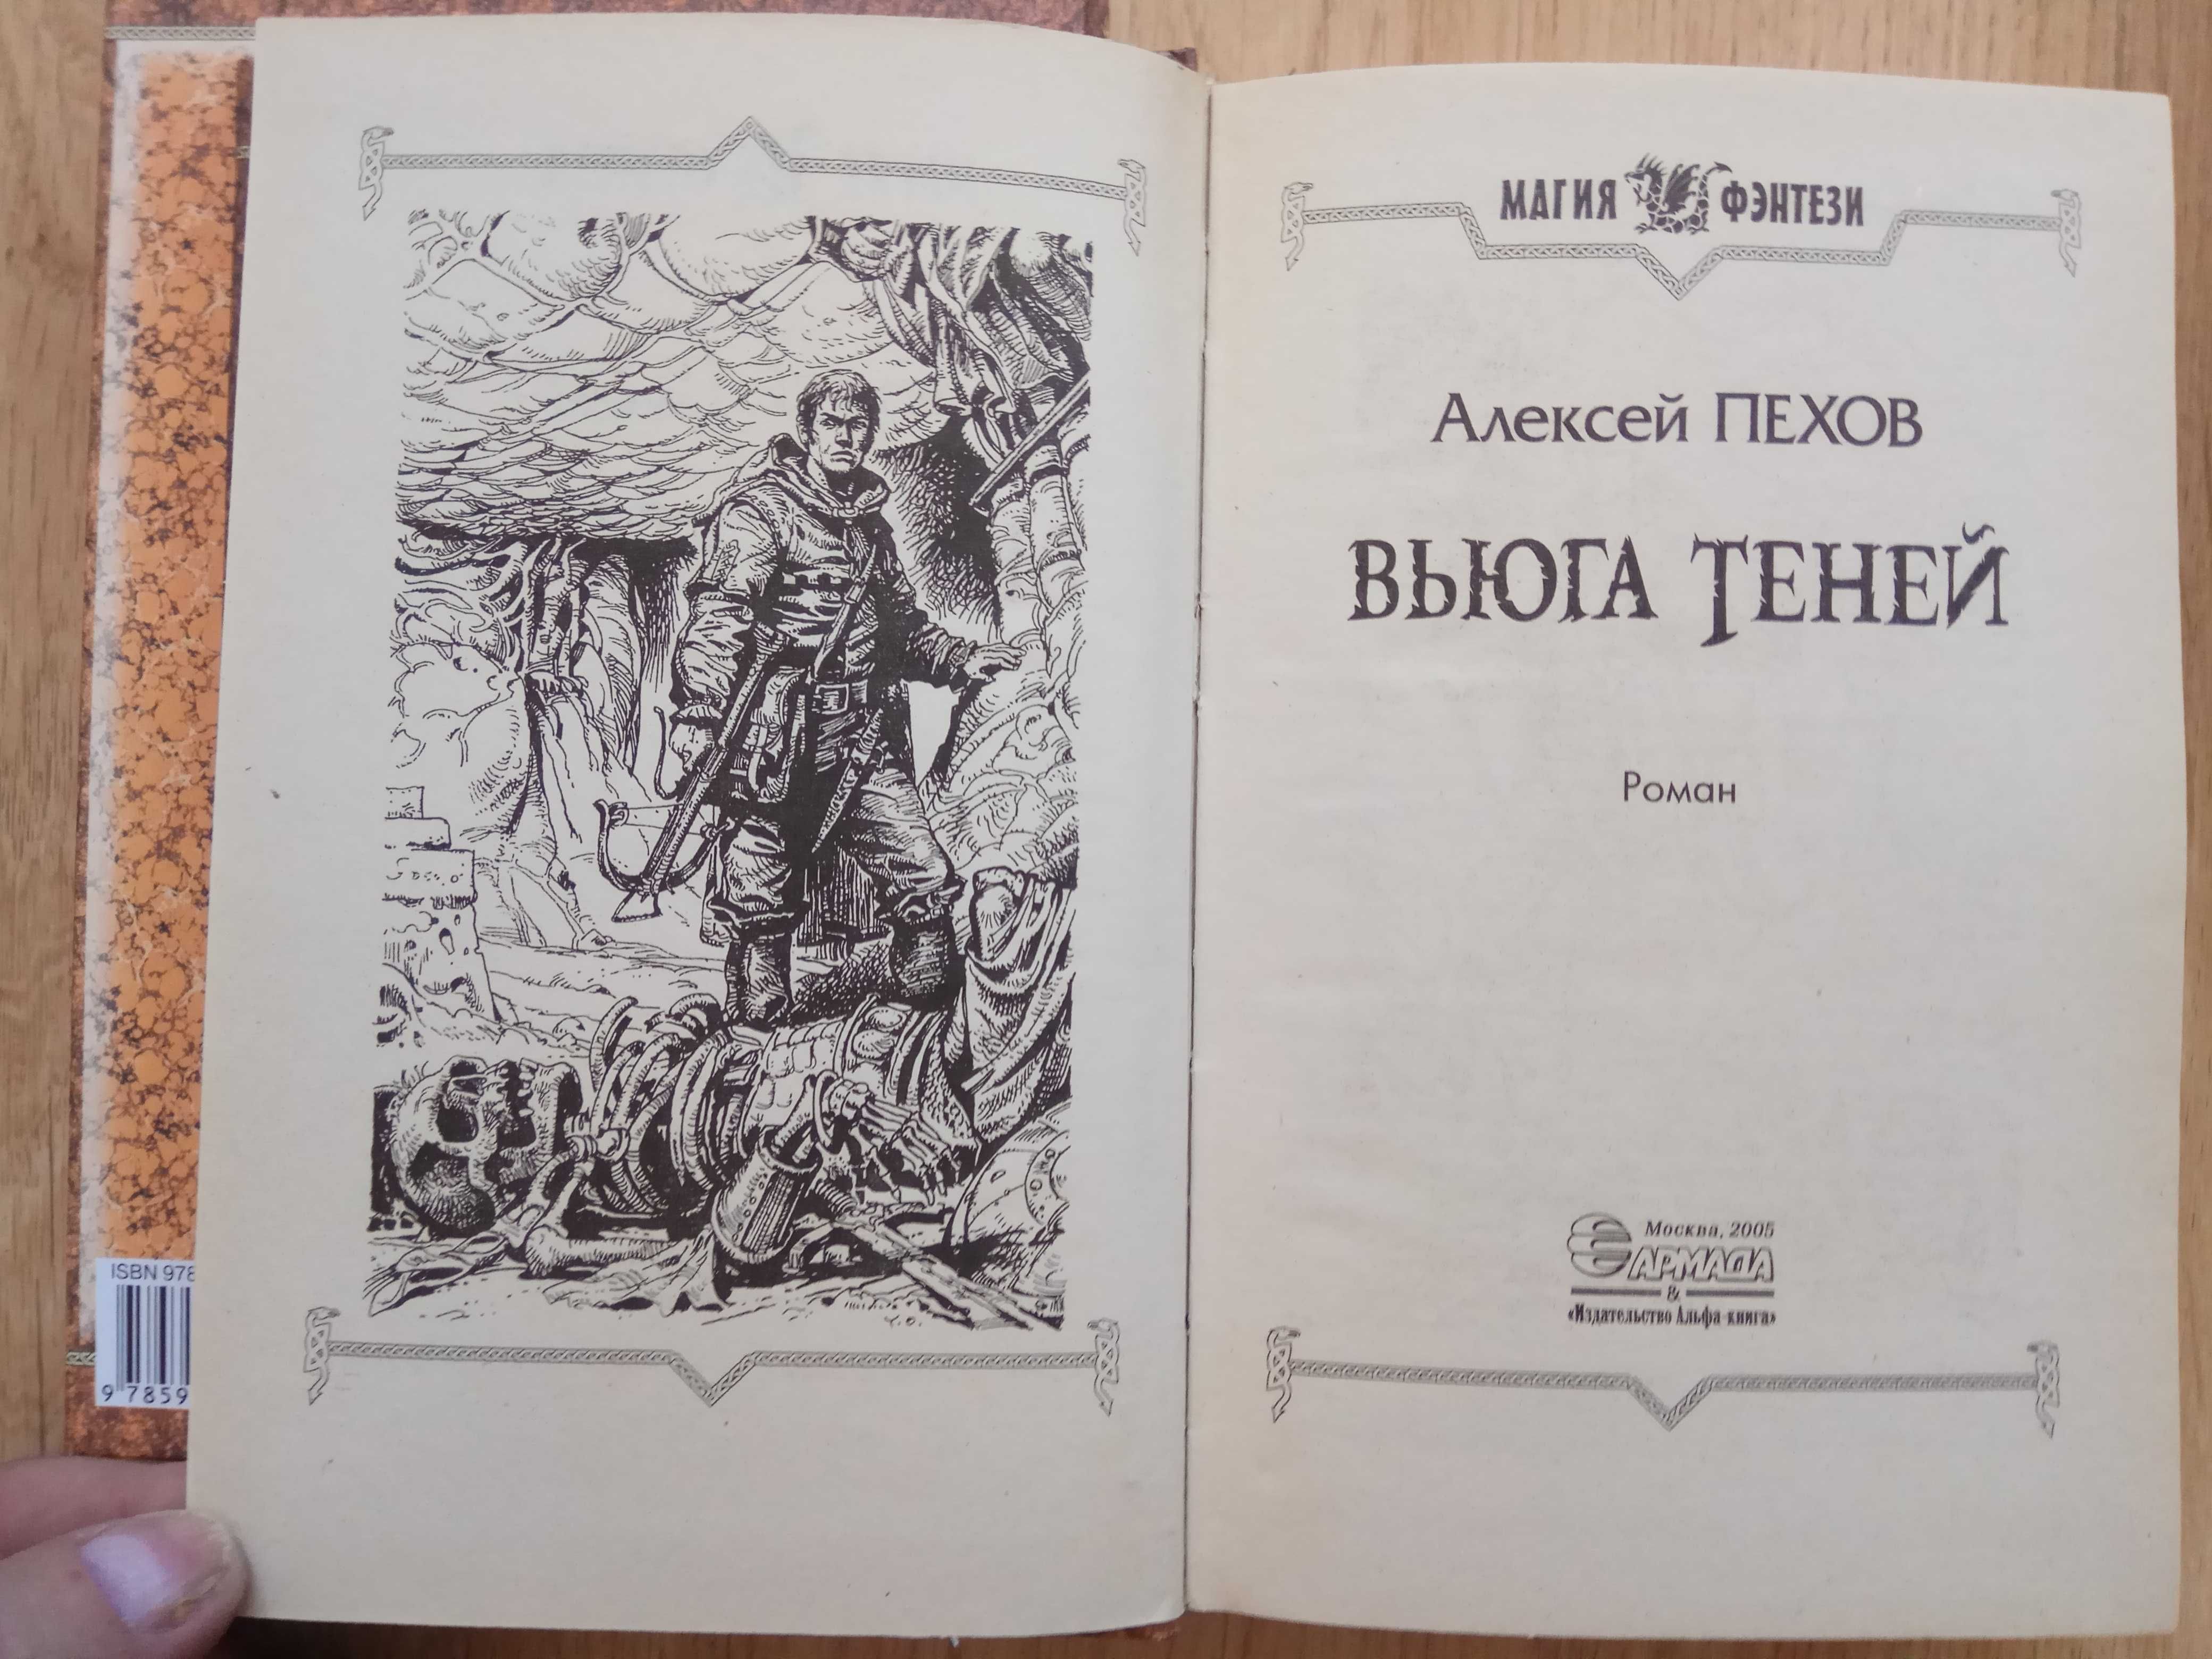 ISBN 978
9 7859
МАГИЯ ФЭНТЕЗИ
Алексей ПЕХОВ
ВЬЮГА ТЕНЕЙ
Роман
Москва, 2005
АРМАДА
&
«Издательство Альфа-книга»